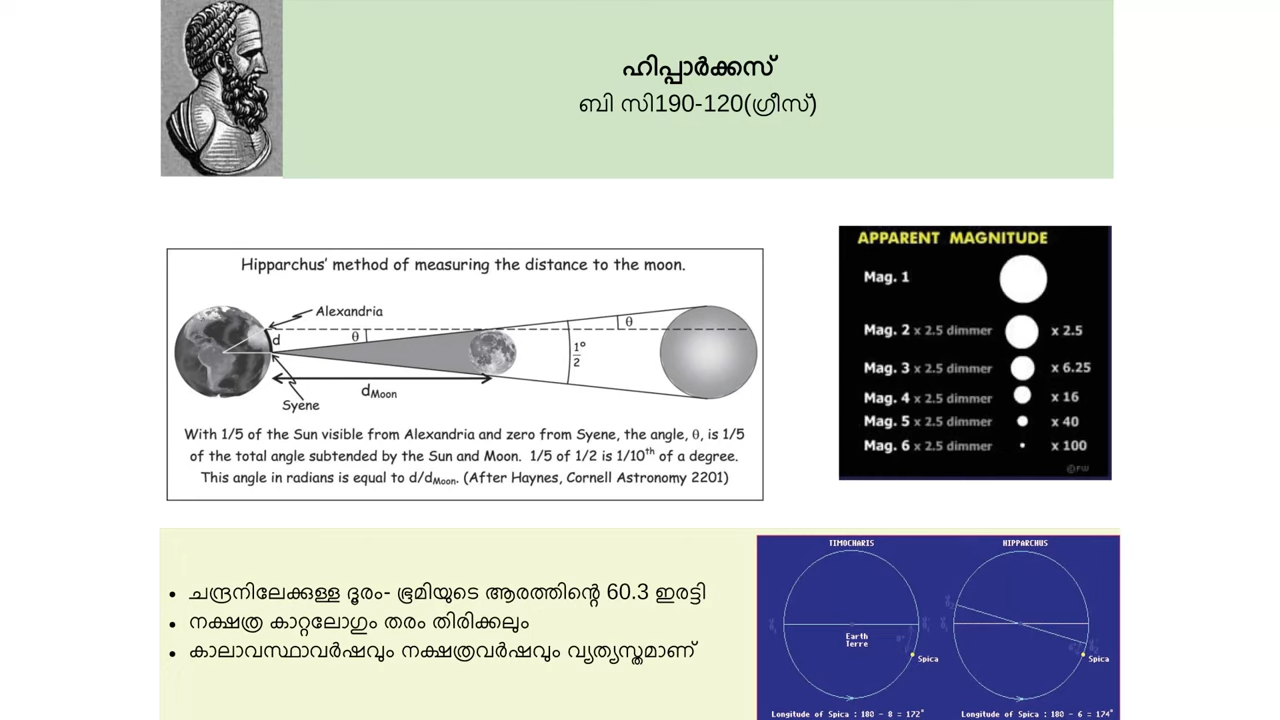 ഹിപ്പാർക്കസ്
ബി സി190-120(ഗ്രീസ്)
Hipparchus’ method of measuring the distance to the moon.
Alexandria
θ
θ
d
1°
2
dMoon
Syene
With 1/5 of the Sun visible from Alexandria and zero from Syene, the angle, θ, is 1/5
of the total angle subtended by the Sun and Moon. 1/5 of 1/2 is 1/10th of a degree.
This angle in radians is equal to d/dMoon. (After Haynes, Cornell Astronomy 2201)
APPARENT MAGNITUDE
Mag. 1
Mag. 2 x 2.5 dimmer x 2.5
Mag. 3 x 2.5 dimmer x 6.25
Mag. 4 x 2.5 dimmer x 16
Mag. 5 x 2.5 dimmer x 40
Mag. 6 x 2.5 dimmer x 100
© FW
• ചന്ദ്രനിലേക്കുള്ള ദൂരം- ഭൂമിയുടെ ആരത്തിന്റെ 60.3 ഇരട്ടി
• നക്ഷത്ര കാറ്റലോഗും തരം തിരിക്കലും
• കാലാവസ്ഥാവർഷവും നക്ഷത്രവർഷവും വ്യത്യസ്തമാണ്
TIMOCHARIS
Earth
Terre
Spica
Longitude of Spica : 180 - 8 = 172°
HIPPARCHUS
Spica
Longitude of Spica : 180 - 6 = 174°